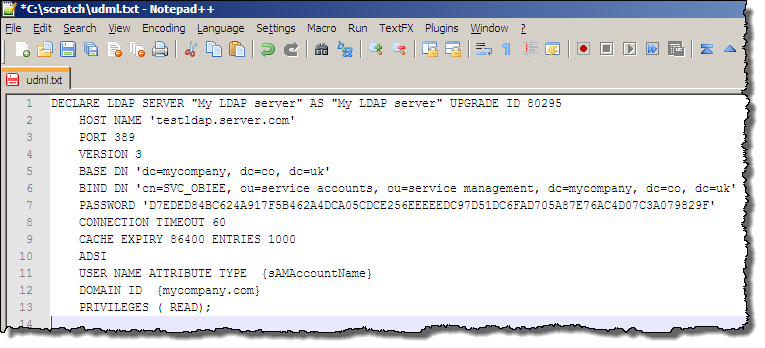 *C:\scratch\udml.txt - Notepad++
File Edit Search View Encoding Language Settings Macro Run TextFX Plugins Window ?
udml.txt
1 DECLARE LDAP SERVER "My LDAP server" AS "My LDAP server" UPGRADE ID 80295
2 HOST NAME 'testldap.server.com'
3 PORT 389
4 VERSION 3
5 BASE DN 'dc=mycompany, dc=co, dc=uk'
6 BIND DN 'cn=SVC_OBIEE, ou=service accounts, ou=service management, dc=mycompany, dc=co, dc=uk'
7 PASSWORD 'D7EDED84BC624A917F5B462A4DCA05CDCE256EEEEEDC97D51DC6FAD705A87E76AC4D07C3A079829F'
8 CONNECTION TIMEOUT 60
9 CACHE EXPIRY 86400 ENTRIES 1000
10 ADSI
11 USER NAME ATTRIBUTE TYPE {sAMAccountName}
12 DOMAIN ID {mycompany.com}
13 PRIVILEGES ( READ);
14